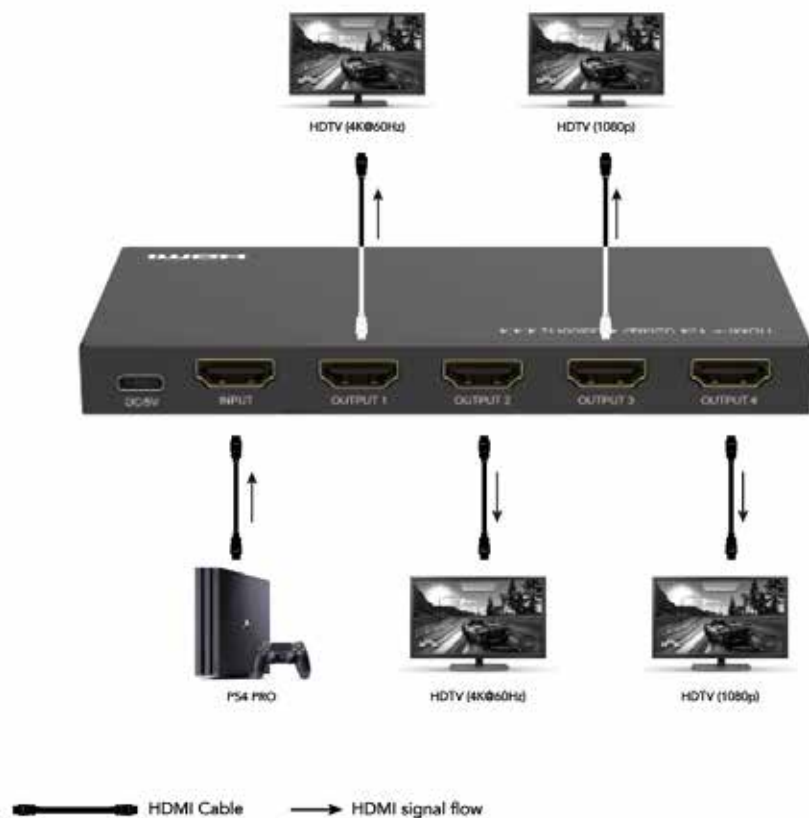 HDTV (4K@60Hz)
HDTV (1080p)
HDMI
DC/5V
INPUT
OUTPUT 1
OUTPUT 2
OUTPUT 3
OUTPUT 4
PS4 PRO
HDTV (4K@60Hz)
HDTV (1080p)
HDMI Cable
HDMI signal flow